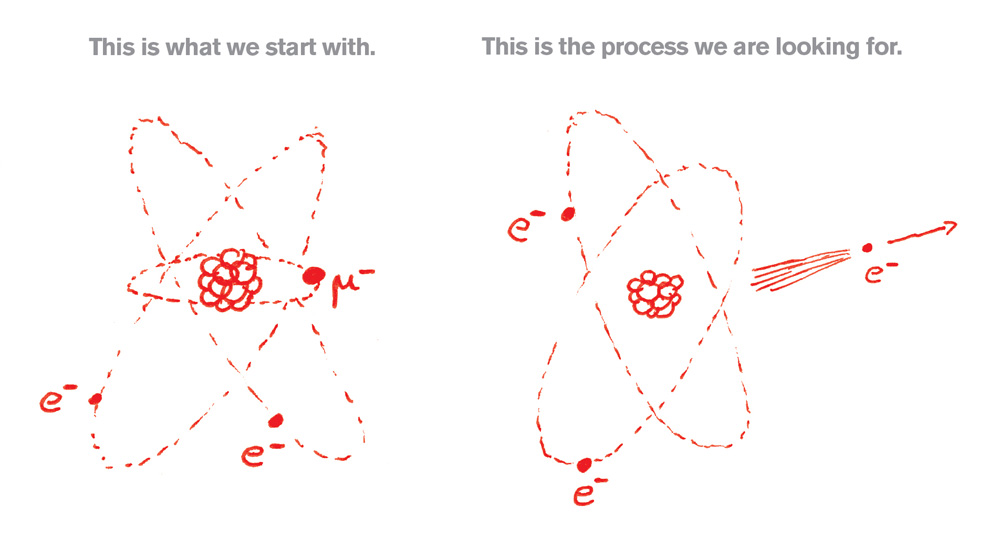 This is what we start with.
This is the process we are looking for.
e⁻
e⁻
μ⁻
e⁻
e⁻
e⁻